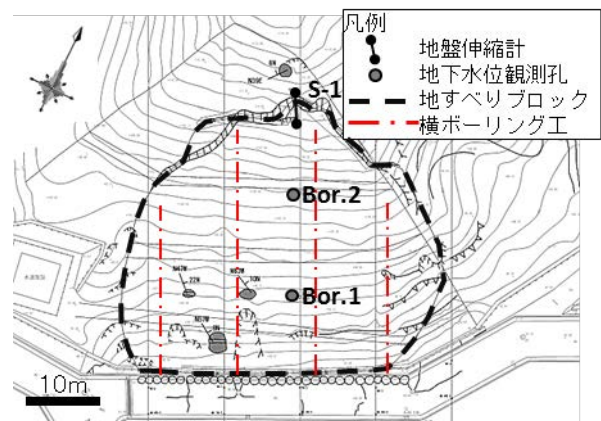 凡例
地盤伸縮計
地下水位観測孔
地すべりブロック
横ボーリング工
S-1
Bor.2
Bor.1
10m